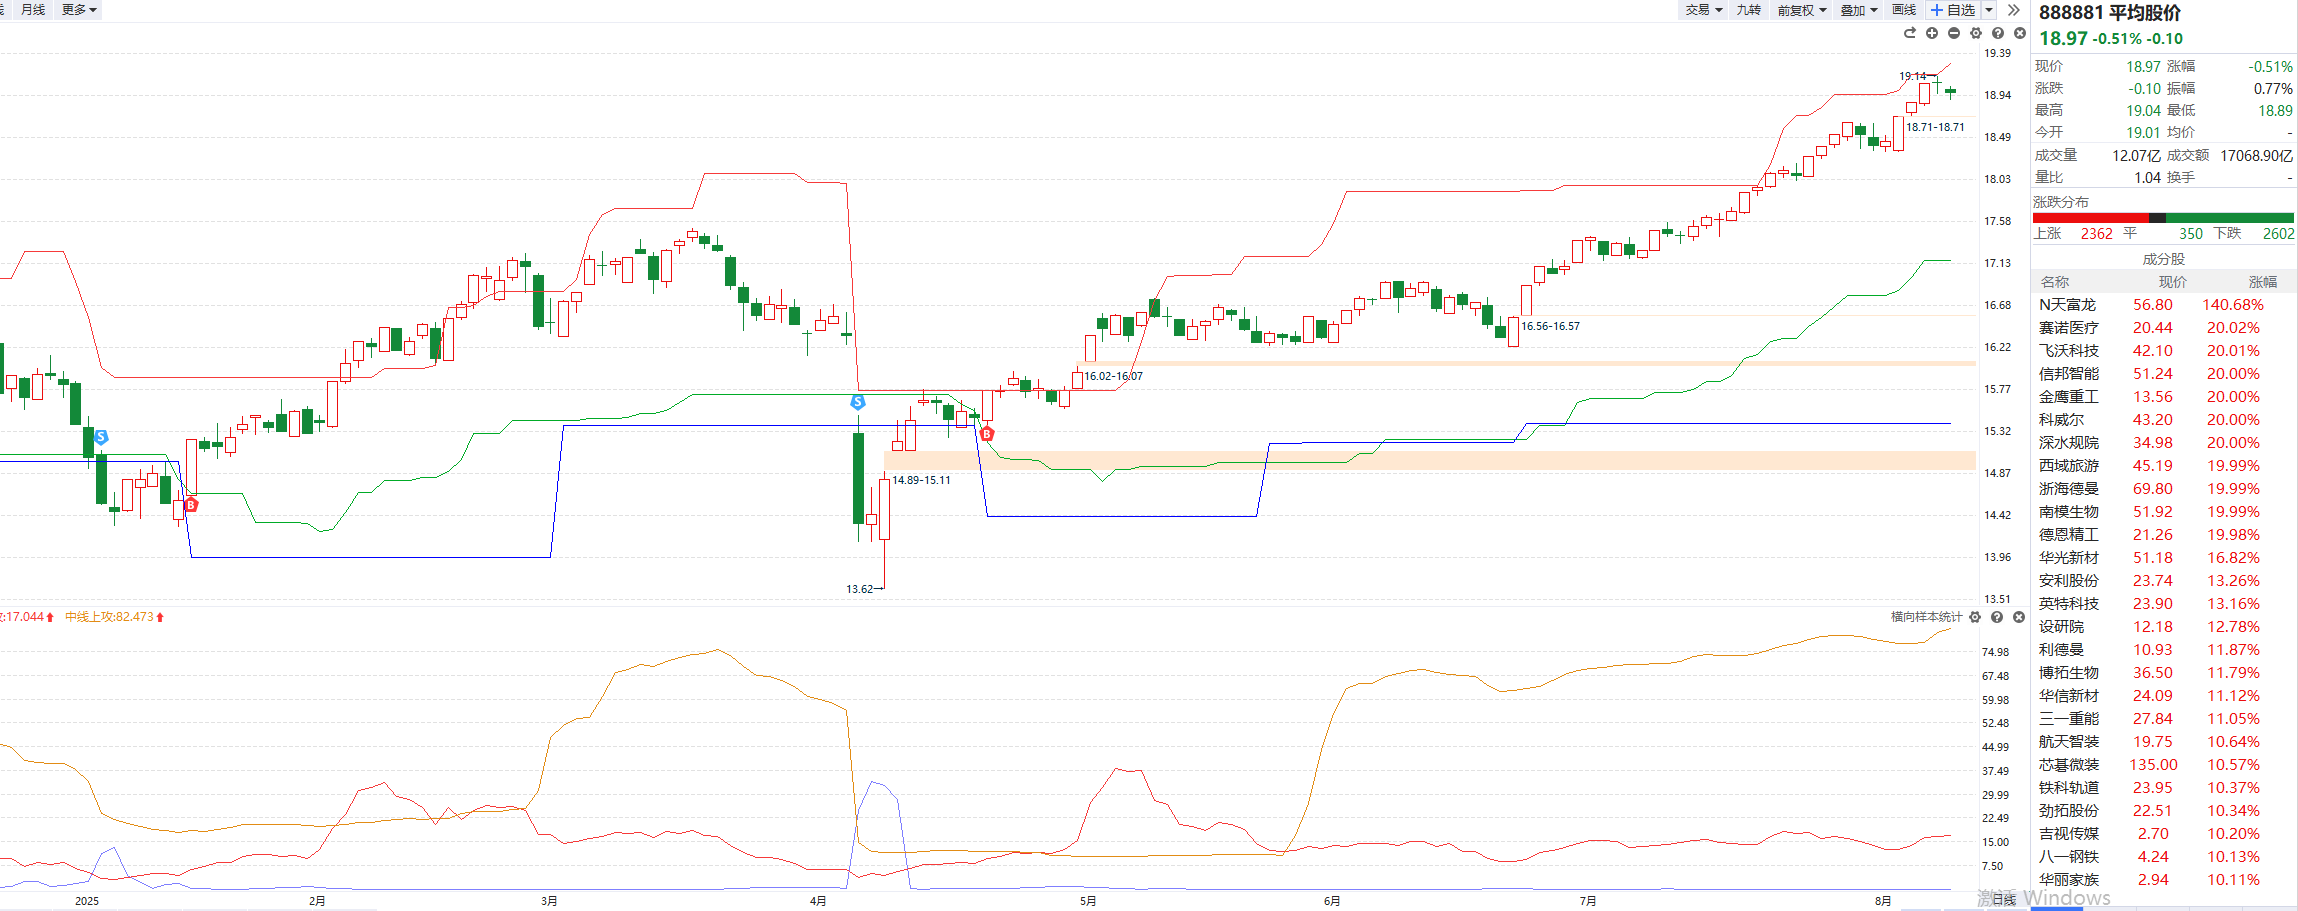 线 月线 更多
交易 九转 前复权 叠加 画线 自选
19.39
18.94
18.49
18.03
17.58
17.13
16.68
16.22
15.77
15.32
14.87
14.42
13.96
13.51
19.14
18.71-18.71
16.56-16.57
16.02-16.07
14.89-15.11
13.62
S
B
S
B
:17.044 中线上攻:82.473
横向样本统计
74.98
67.48
59.98
52.48
44.99
37.49
29.99
22.49
15.00
7.50
2025 2月 3月 4月 5月 6月 7月 8月 日线
888881 平均股价
18.97 -0.51% -0.10
现价 18.97 涨幅 -0.51%
涨跌 -0.10 振幅 0.77%
最高 19.04 最低 18.89
今开 19.01 均价 -
成交量 12.07亿 成交额 17068.90亿
量比 1.04 换手 -
涨跌分布
上涨 2362 平 350 下跌 2602
成分股
名称 现价 涨幅
N天富龙 56.80 140.68%
赛诺医疗 20.44 20.02%
飞沃科技 42.10 20.01%
信邦智能 51.24 20.00%
金鹰重工 13.56 20.00%
科威尔 43.20 20.00%
深水规院 34.98 20.00%
西域旅游 45.19 19.99%
浙海德曼 69.80 19.99%
南模生物 51.92 19.99%
德恩精工 21.26 19.98%
华光新材 51.18 16.82%
安利股份 23.74 13.26%
英特科技 23.90 13.16%
设研院 12.18 12.78%
利德曼 10.93 11.87%
博拓生物 36.50 11.79%
华信新材 24.09 11.12%
三一重能 27.84 11.05%
航天智装 19.75 10.64%
芯碁微装 135.00 10.57%
铁科轨道 23.95 10.37%
劲拓股份 22.51 10.34%
吉视传媒 2.70 10.20%
八一钢铁 4.24 10.13%
华丽家族 2.94 10.11%
激活 Windows